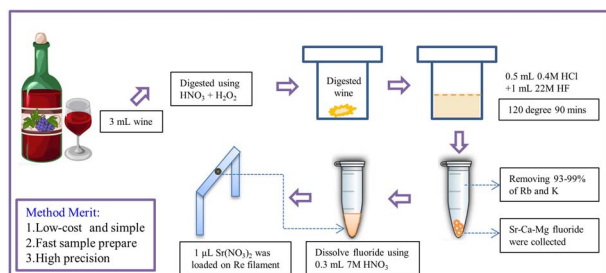 3 mL wine
Digested using
HNO₃ + H₂O₂
Digested
wine
0.5 mL 0.4M HCl
+1 mL 22M HF
120 degree 90 mins
Removing 93-99%
of Rb and K
Sr-Ca-Mg fluoride
were collected
Dissolve fluoride using
0.3 mL 7M HNO₃
1 μL Sr(NO₃)₂ was
loaded on Re filament
Method Merit:
1.Low-cost and simple
2.Fast sample prepare
3.High precision